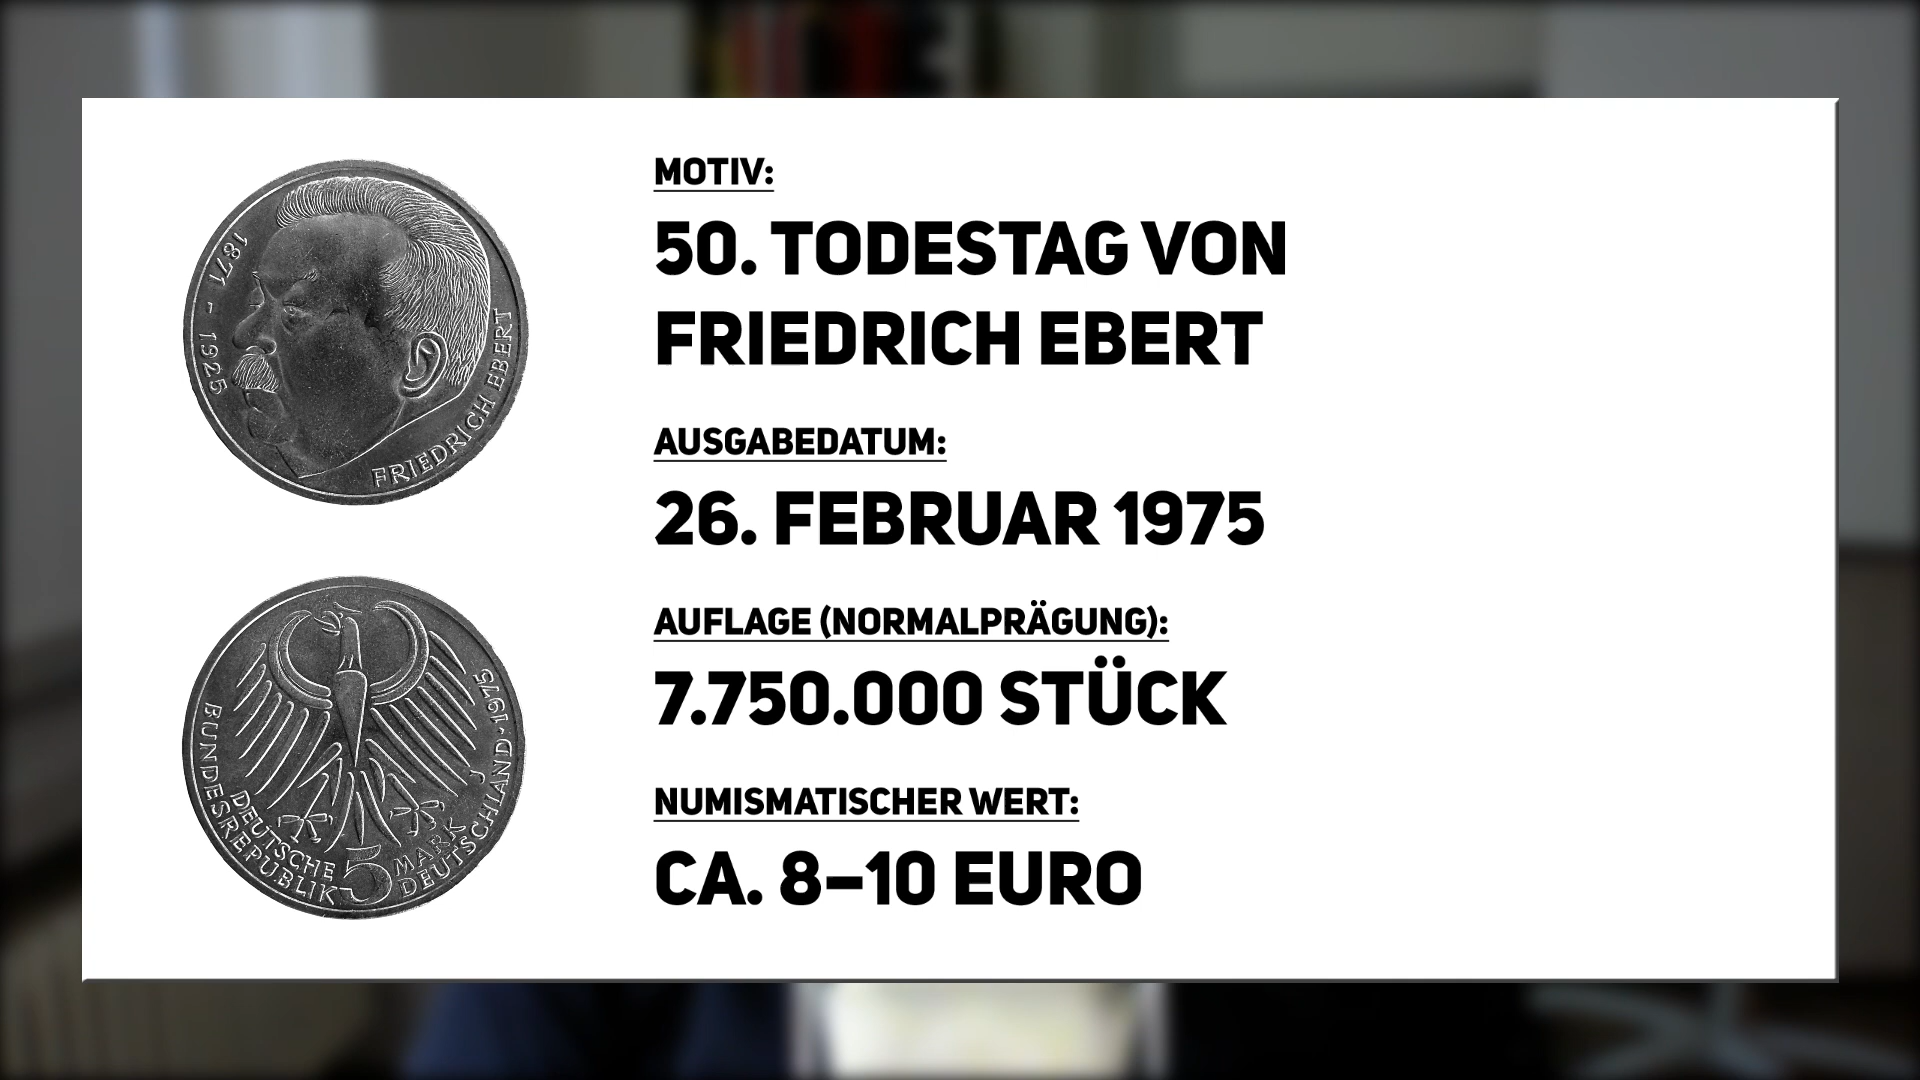 1871 - 1925
FRIEDRICH EBERT
BUNDESREPUBLIK
DEUTSCHLAND · 1975
DEUTSCHE
5
MARK
J
MOTIV:
50. TODESTAG VON
FRIEDRICH EBERT
AUSGABEDATUM:
26. FEBRUAR 1975
AUFLAGE (NORMALPRÄGUNG):
7.750.000 STÜCK
NUMISMATISCHER WERT:
CA. 8–10 EURO